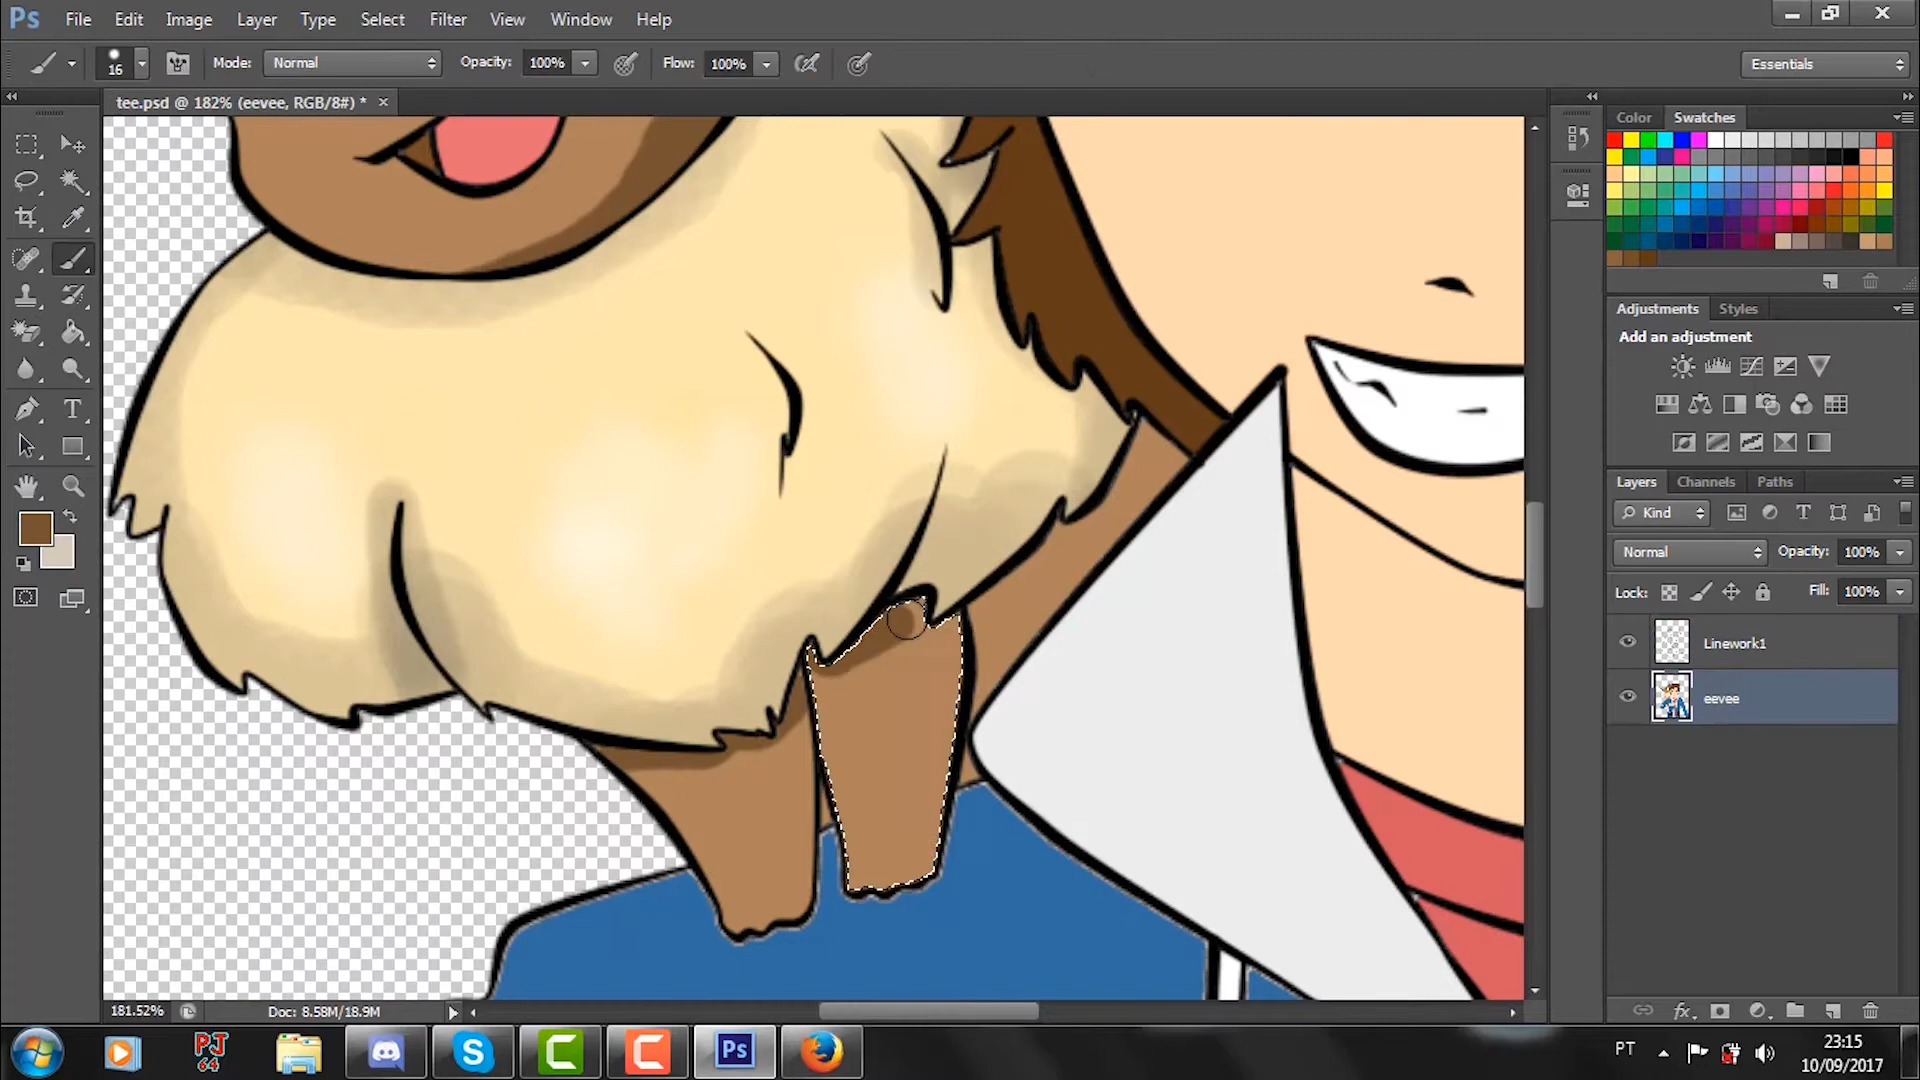 Ps File Edit Image Layer Type Select Filter View Window Help
16 Mode: Normal Opacity: 100% Flow: 100% Essentials
tee.psd @ 182% (eevee, RGB/8#) *
Color Swatches
Adjustments Styles
Add an adjustment
Layers Channels Paths
Kind
Normal Opacity: 100%
Lock: Fill: 100%
Linework1
eevee
181.52% Doc: 8.58M/18.9M
PJ
64
Ps
PT
23:15
10/09/2017